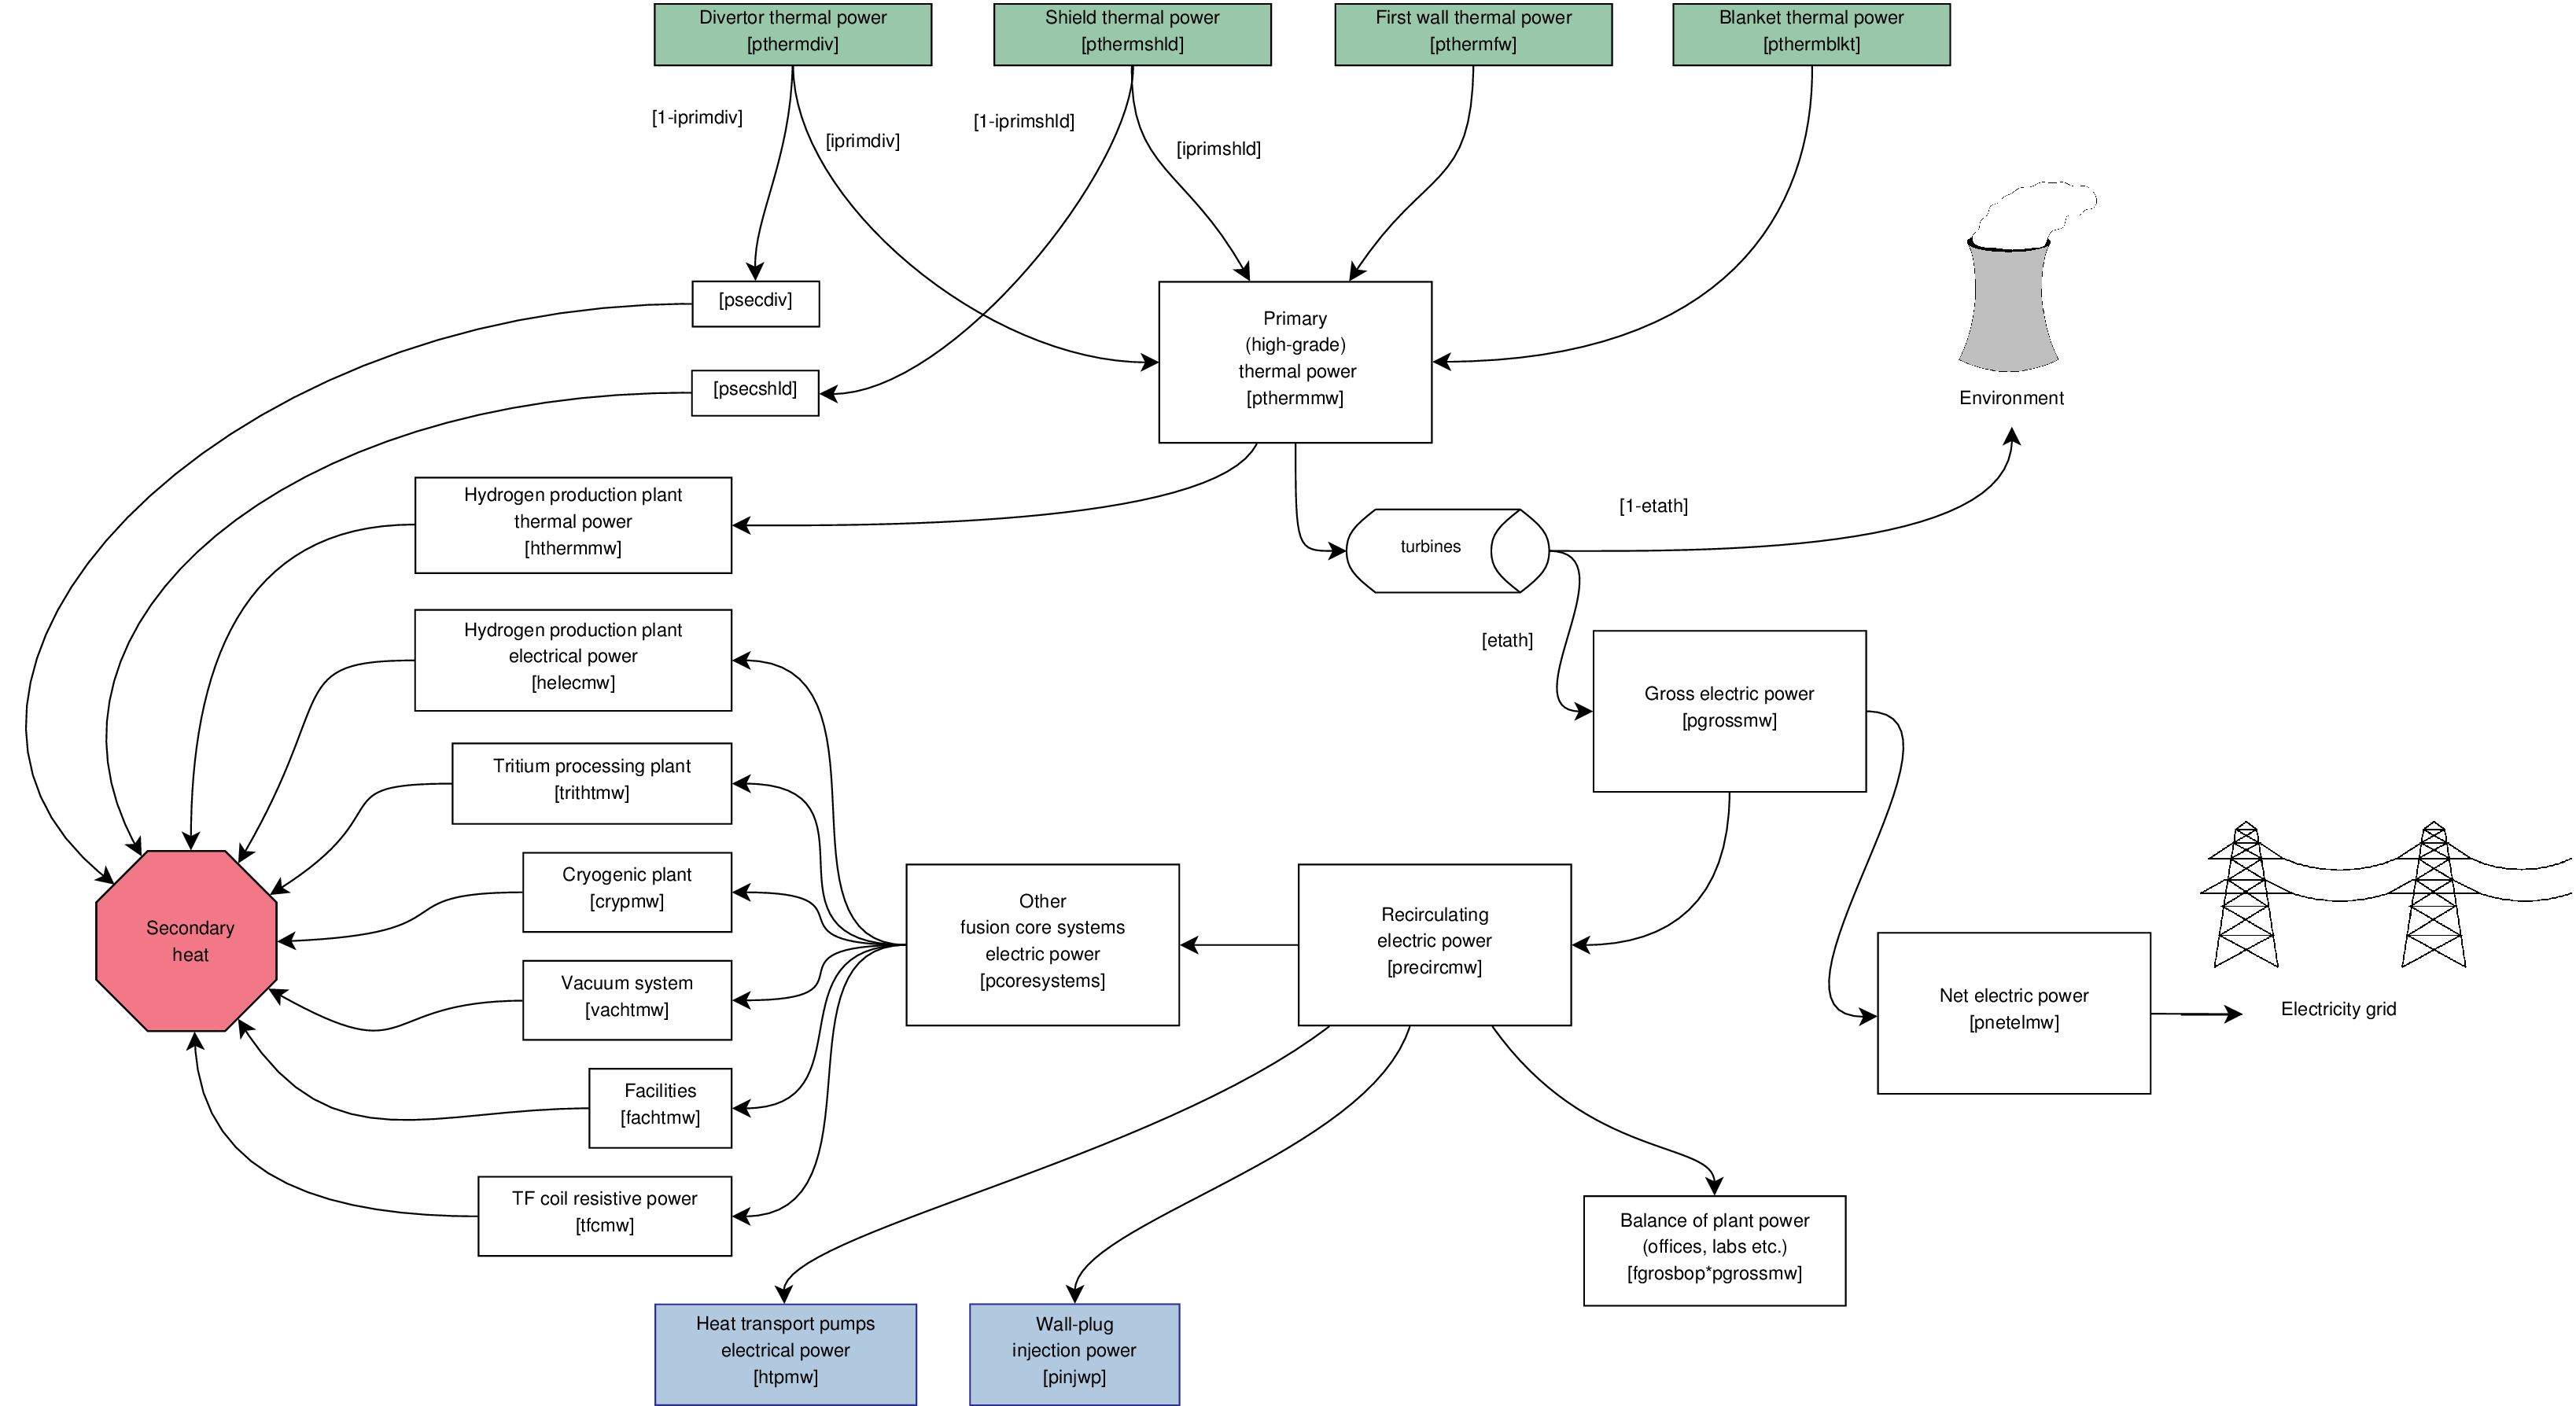 Divertor thermal power
[pthermdiv]
Shield thermal power
[pthermshld]
First wall thermal power
[pthermfw]
Blanket thermal power
[pthermblkt]
[1-iprimdiv]
[iprimdiv]
[1-iprimshld]
[iprimshld]
[psecdiv]
[psecshld]
Primary
(high-grade)
thermal power
[pthermmw]
Environment
Hydrogen production plant
thermal power
[hthermmw]
turbines
[1-etath]
[etath]
Hydrogen production plant
electrical power
[helecmw]
Gross electric power
[pgrossmw]
Tritium processing plant
[trithtmw]
Cryogenic plant
[crypmw]
Secondary
heat
Vacuum system
[vachtmw]
Facilities
[fachtmw]
TF coil resistive power
[tfcmw]
Other
fusion core systems
electric power
[pcoresystems]
Recirculating
electric power
[precircmw]
Net electric power
[pnetelmw]
Electricity grid
Balance of plant power
(offices, labs etc.)
[fgrosbop*pgrossmw]
Heat transport pumps
electrical power
[htpmw]
Wall-plug
injection power
[pinjwp]